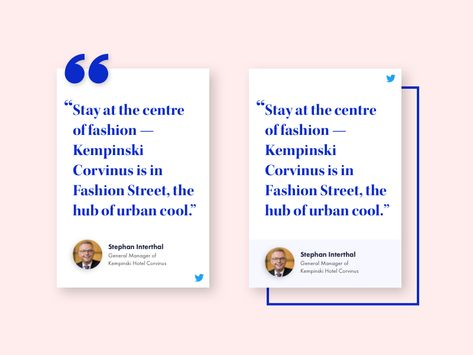 “Stay at the centre
of fashion —
Kempinski
Corvinus is in
Fashion Street, the
hub of urban cool.”
Stephan Interthal
General Manager of
Kempinski Hotel Corvinus
“Stay at the centre
of fashion —
Kempinski
Corvinus is in
Fashion Street, the
hub of urban cool.”
Stephan Interthal
General Manager of
Kempinski Hotel Corvinus